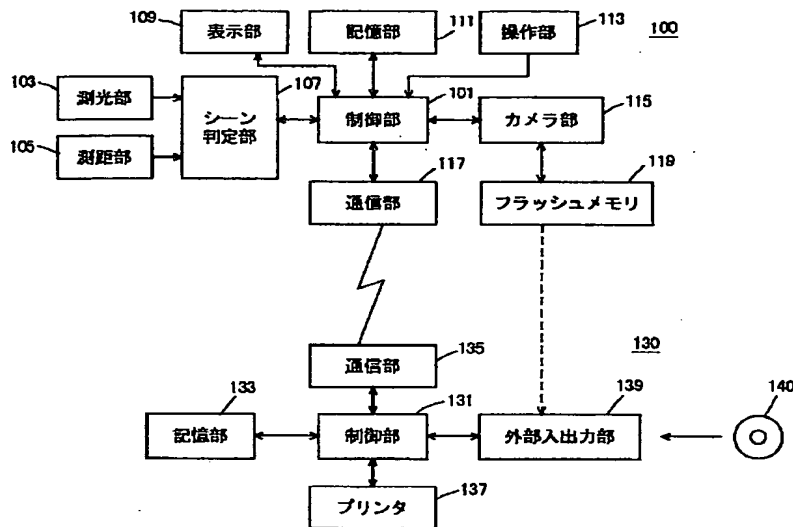 109
表示部
記憶部
111
操作部
113
100
103
測光部
107
シーン
判定部
101
制御部
カメラ部
115
105
測距部
117
通信部
119
フラッシュメモリ
通信部
135
130
133
記憶部
131
制御部
139
外部入出力部
140
プリンタ
137